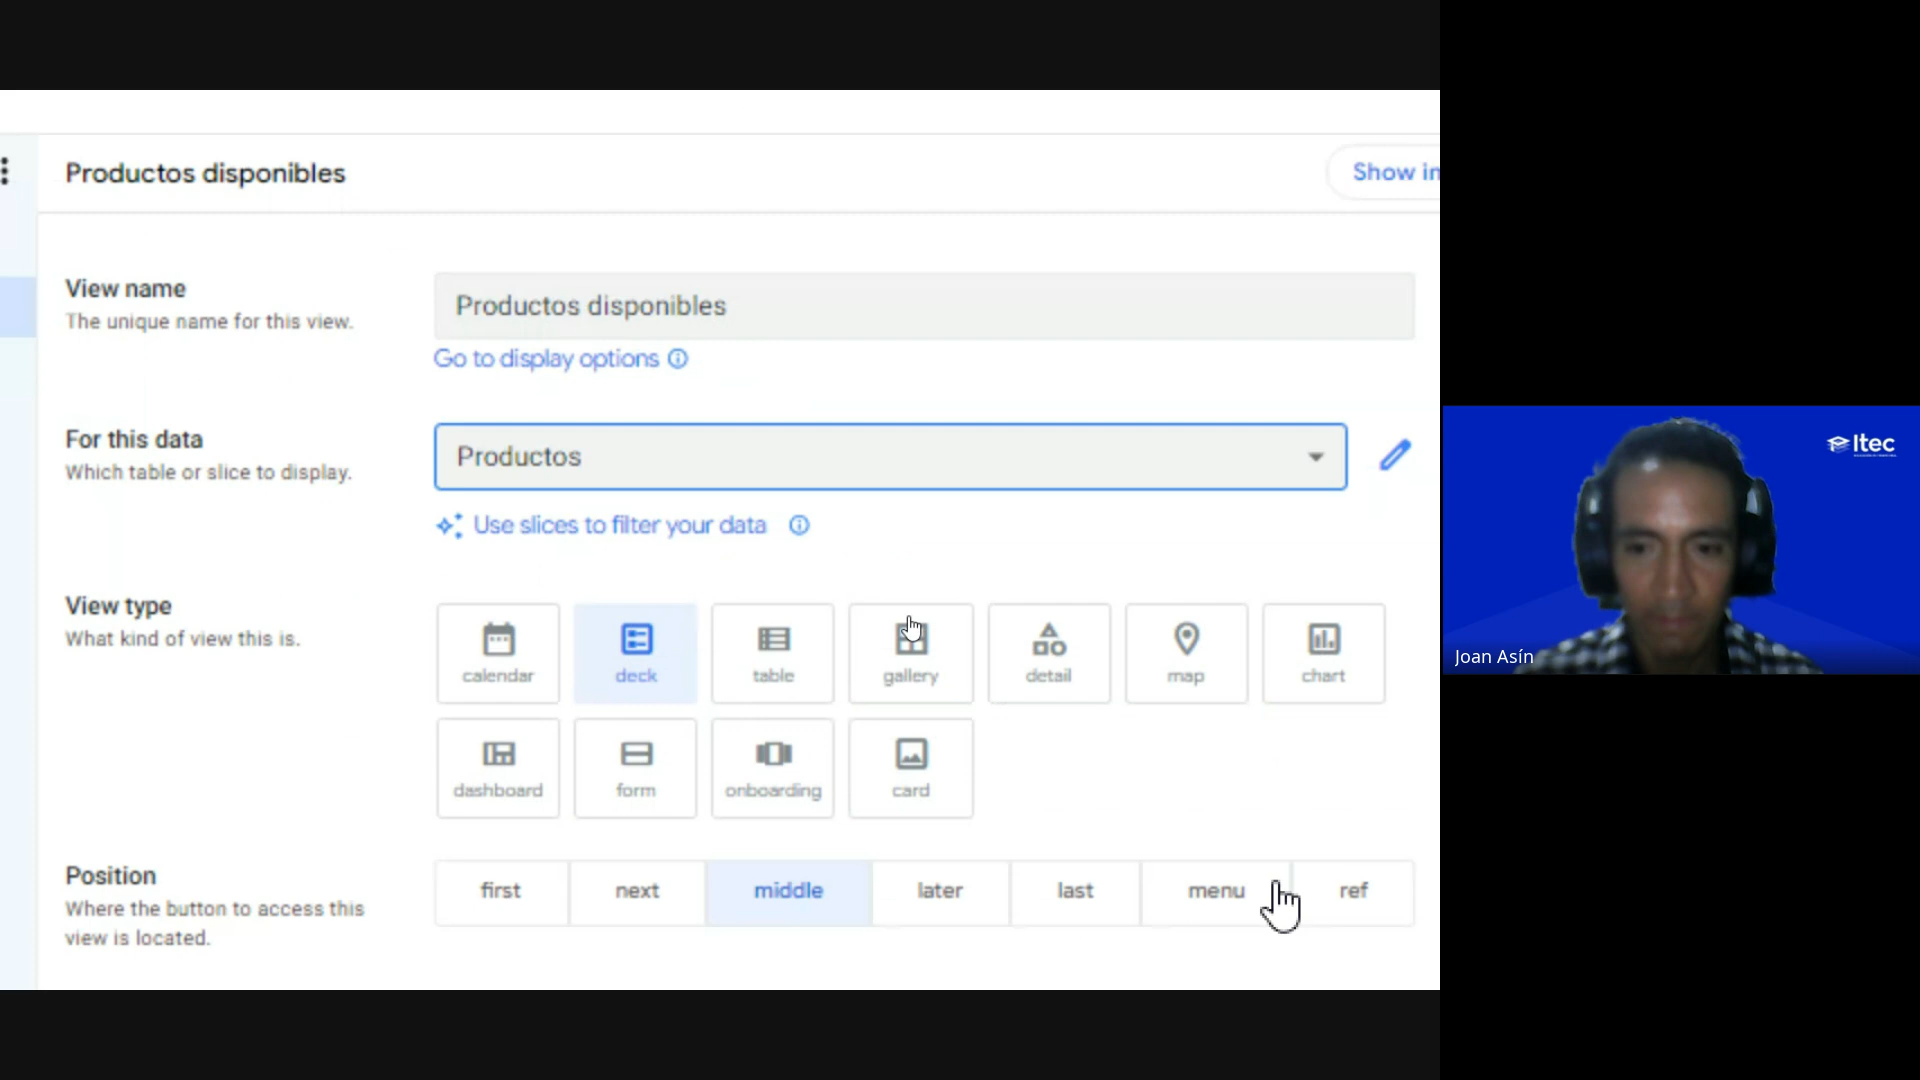 Productos disponibles
Show in
View name
The unique name for this view.
Productos disponibles
Go to display options
For this data
Which table or slice to display.
Productos
Use slices to filter your data
View type
What kind of view this is.
calendar
deck
table
gallery
detail
map
chart
dashboard
form
onboarding
card
Position
Where the button to access this
view is located.
first
next
middle
later
last
menu
ref
Itec
Joan Asín